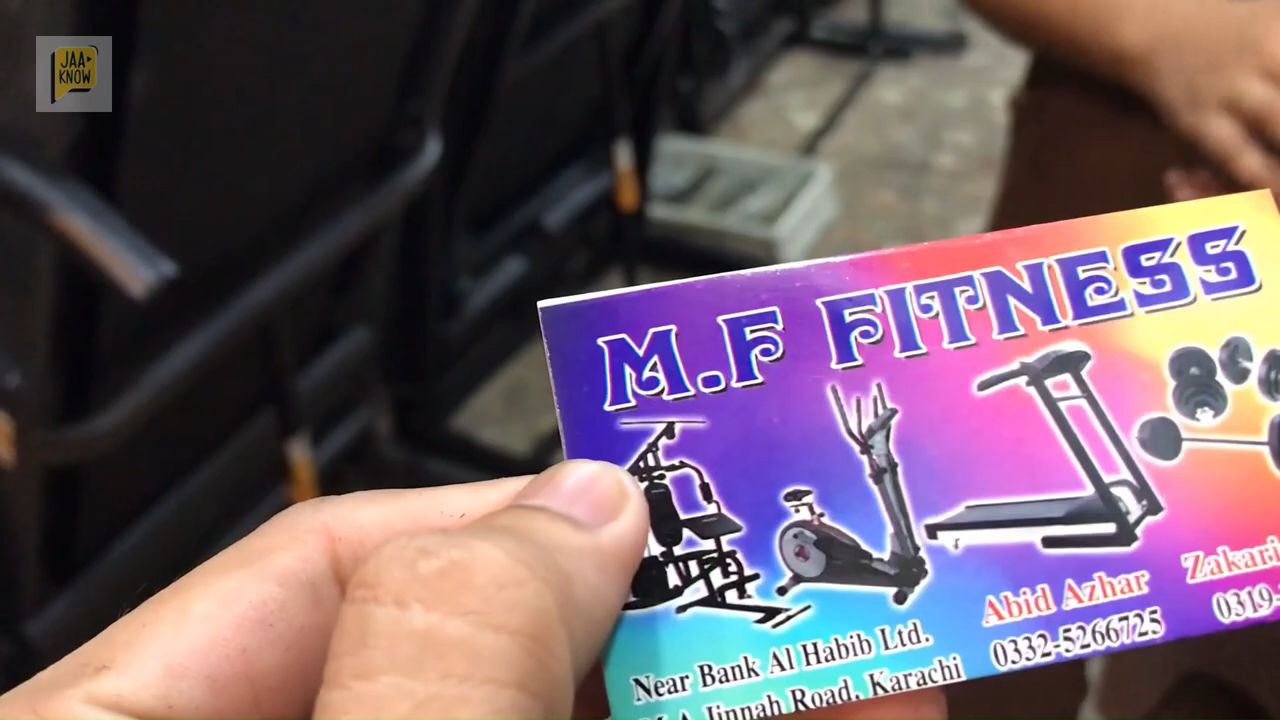 JAA
KNOW
M.F FITNESS
Abid Azhar
0332-5266725
Near Bank Al Habib Ltd.
Jinnah Road, Karachi